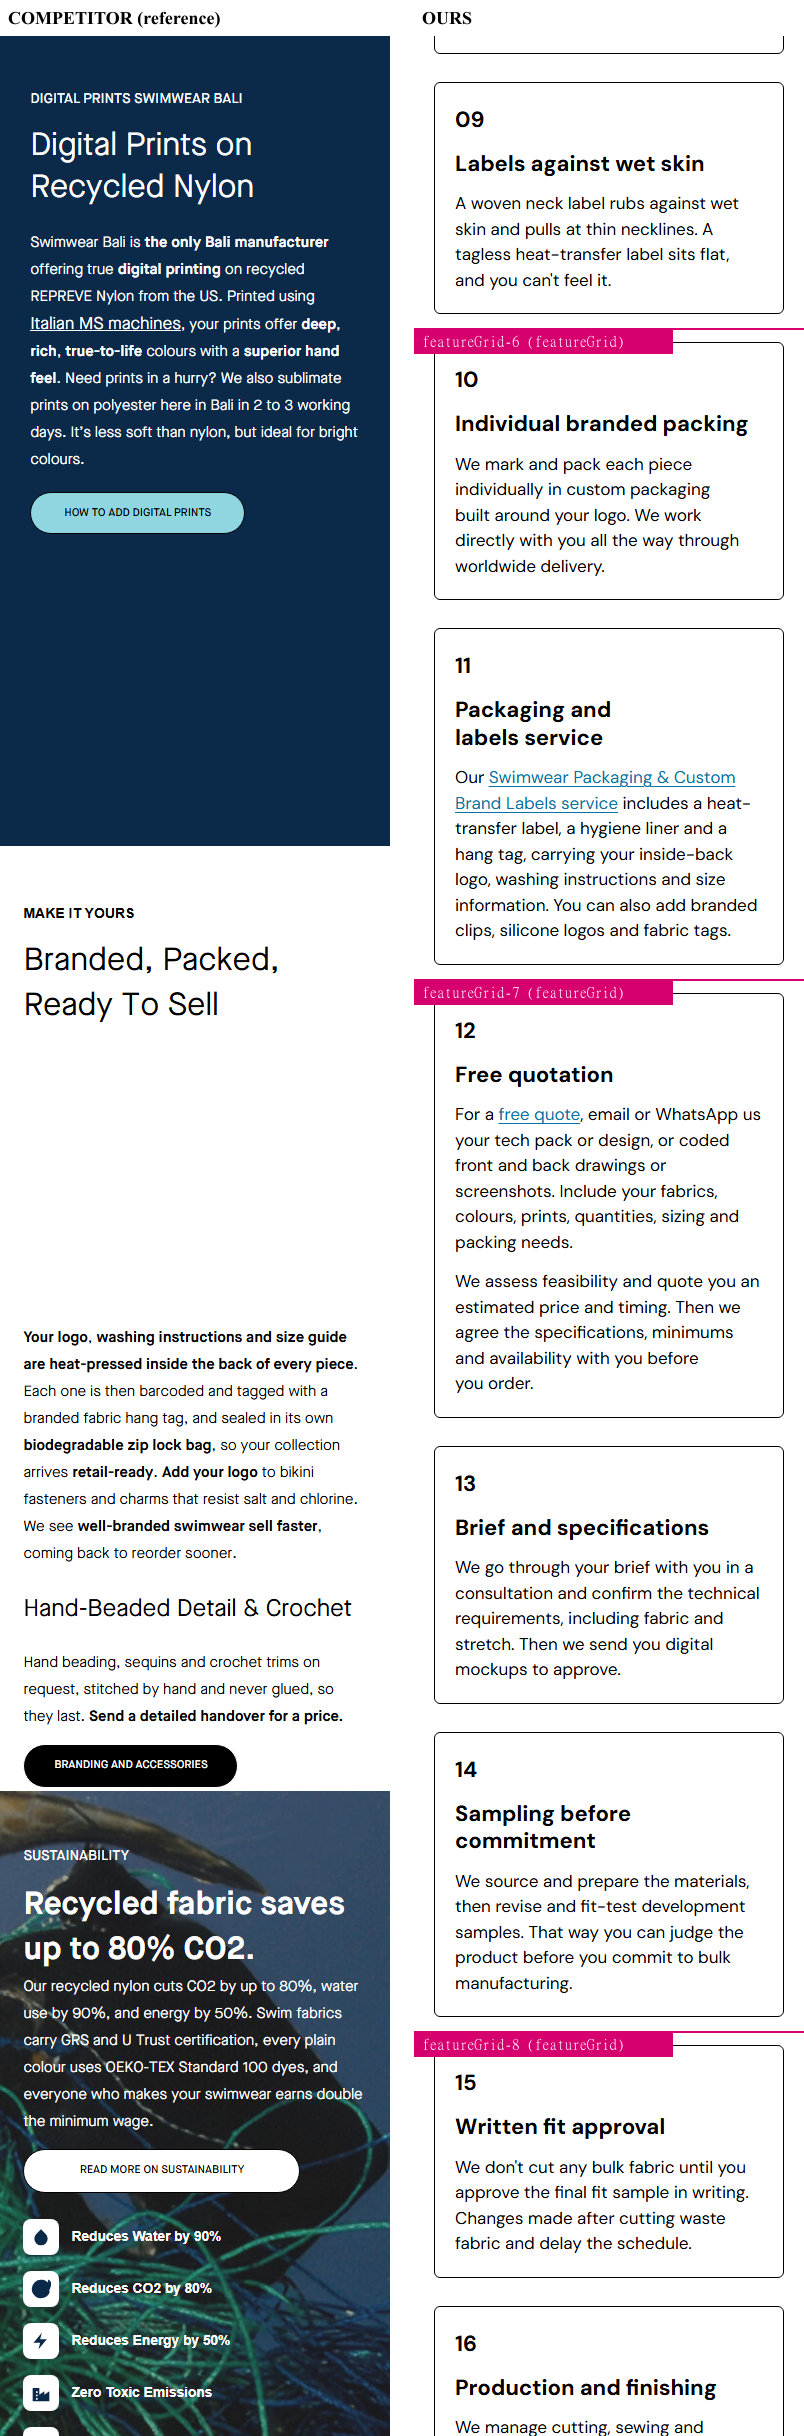 COMPETITOR (reference)
DIGITAL PRINTS SWIMWEAR BALI
Digital Prints on
Recycled Nylon
Swimwear Bali is the only Bali manufacturer
offering true digital printing on recycled
REPREVE Nylon from the US. Printed using
Italian MS machines, your prints offer deep,
rich, true-to-life colours with a superior hand
feel. Need prints in a hurry? We also sublimate
prints on polyester here in Bali in 2 to 3 working
days. It's less soft than nylon, but ideal for bright
colours.
HOW TO ADD DIGITAL PRINTS
MAKE IT YOURS
Branded, Packed,
Ready To Sell
Your logo, washing instructions and size guide
are heat-pressed inside the back of every piece.
Each one is then barcoded and tagged with a
branded fabric hang tag, and sealed in its own
biodegradable zip lock bag, so your collection
arrives retail-ready. Add your logo to bikini
fasteners and charms that resist salt and chlorine.
We see well-branded swimwear sell faster,
coming back to reorder sooner.
Hand-Beaded Detail & Crochet
Hand beading, sequins and crochet trims on
request, stitched by hand and never glued, so
they last. Send a detailed handover for a price.
BRANDING AND ACCESSORIES
SUSTAINABILITY
Recycled fabric saves
up to 80% CO2.
Our recycled nylon cuts CO2 by up to 80%, water
use by 90%, and energy by 50%. Swim fabrics
carry GRS and U Trust certification, every plain
colour uses OEKO-TEX Standard 100 dyes, and
everyone who makes your swimwear earns double
the minimum wage.
READ MORE ON SUSTAINABILITY
Reduces Water by 90%
Reduces CO2 by 80%
Reduces Energy by 50%
Zero Toxic Emissions
OURS
09
Labels against wet skin
A woven neck label rubs against wet
skin and pulls at thin necklines. A
tagless heat-transfer label sits flat,
and you can't feel it.
featureGrid-6 (featureGrid)
10
Individual branded packing
We mark and pack each piece
individually in custom packaging
built around your logo. We work
directly with you all the way through
worldwide delivery.
11
Packaging and
labels service
Our Swimwear Packaging & Custom
Brand Labels service includes a heat-
transfer label, a hygiene liner and a
hang tag, carrying your inside-back
logo, washing instructions and size
information. You can also add branded
clips, silicone logos and fabric tags.
featureGrid-7 (featureGrid)
12
Free quotation
For a free quote, email or WhatsApp us
your tech pack or design, or coded
front and back drawings or
screenshots. Include your fabrics,
colours, prints, quantities, sizing and
packing needs.
We assess feasibility and quote you an
estimated price and timing. Then we
agree the specifications, minimums
and availability with you before
you order.
13
Brief and specifications
We go through your brief with you in a
consultation and confirm the technical
requirements, including fabric and
stretch. Then we send you digital
mockups to approve.
14
Sampling before
commitment
We source and prepare the materials,
then revise and fit-test development
samples. That way you can judge the
product before you commit to bulk
manufacturing.
featureGrid-8 (featureGrid)
15
Written fit approval
We don't cut any bulk fabric until you
approve the final fit sample in writing.
Changes made after cutting waste
fabric and delay the schedule.
16
Production and finishing
We manage cutting, sewing and